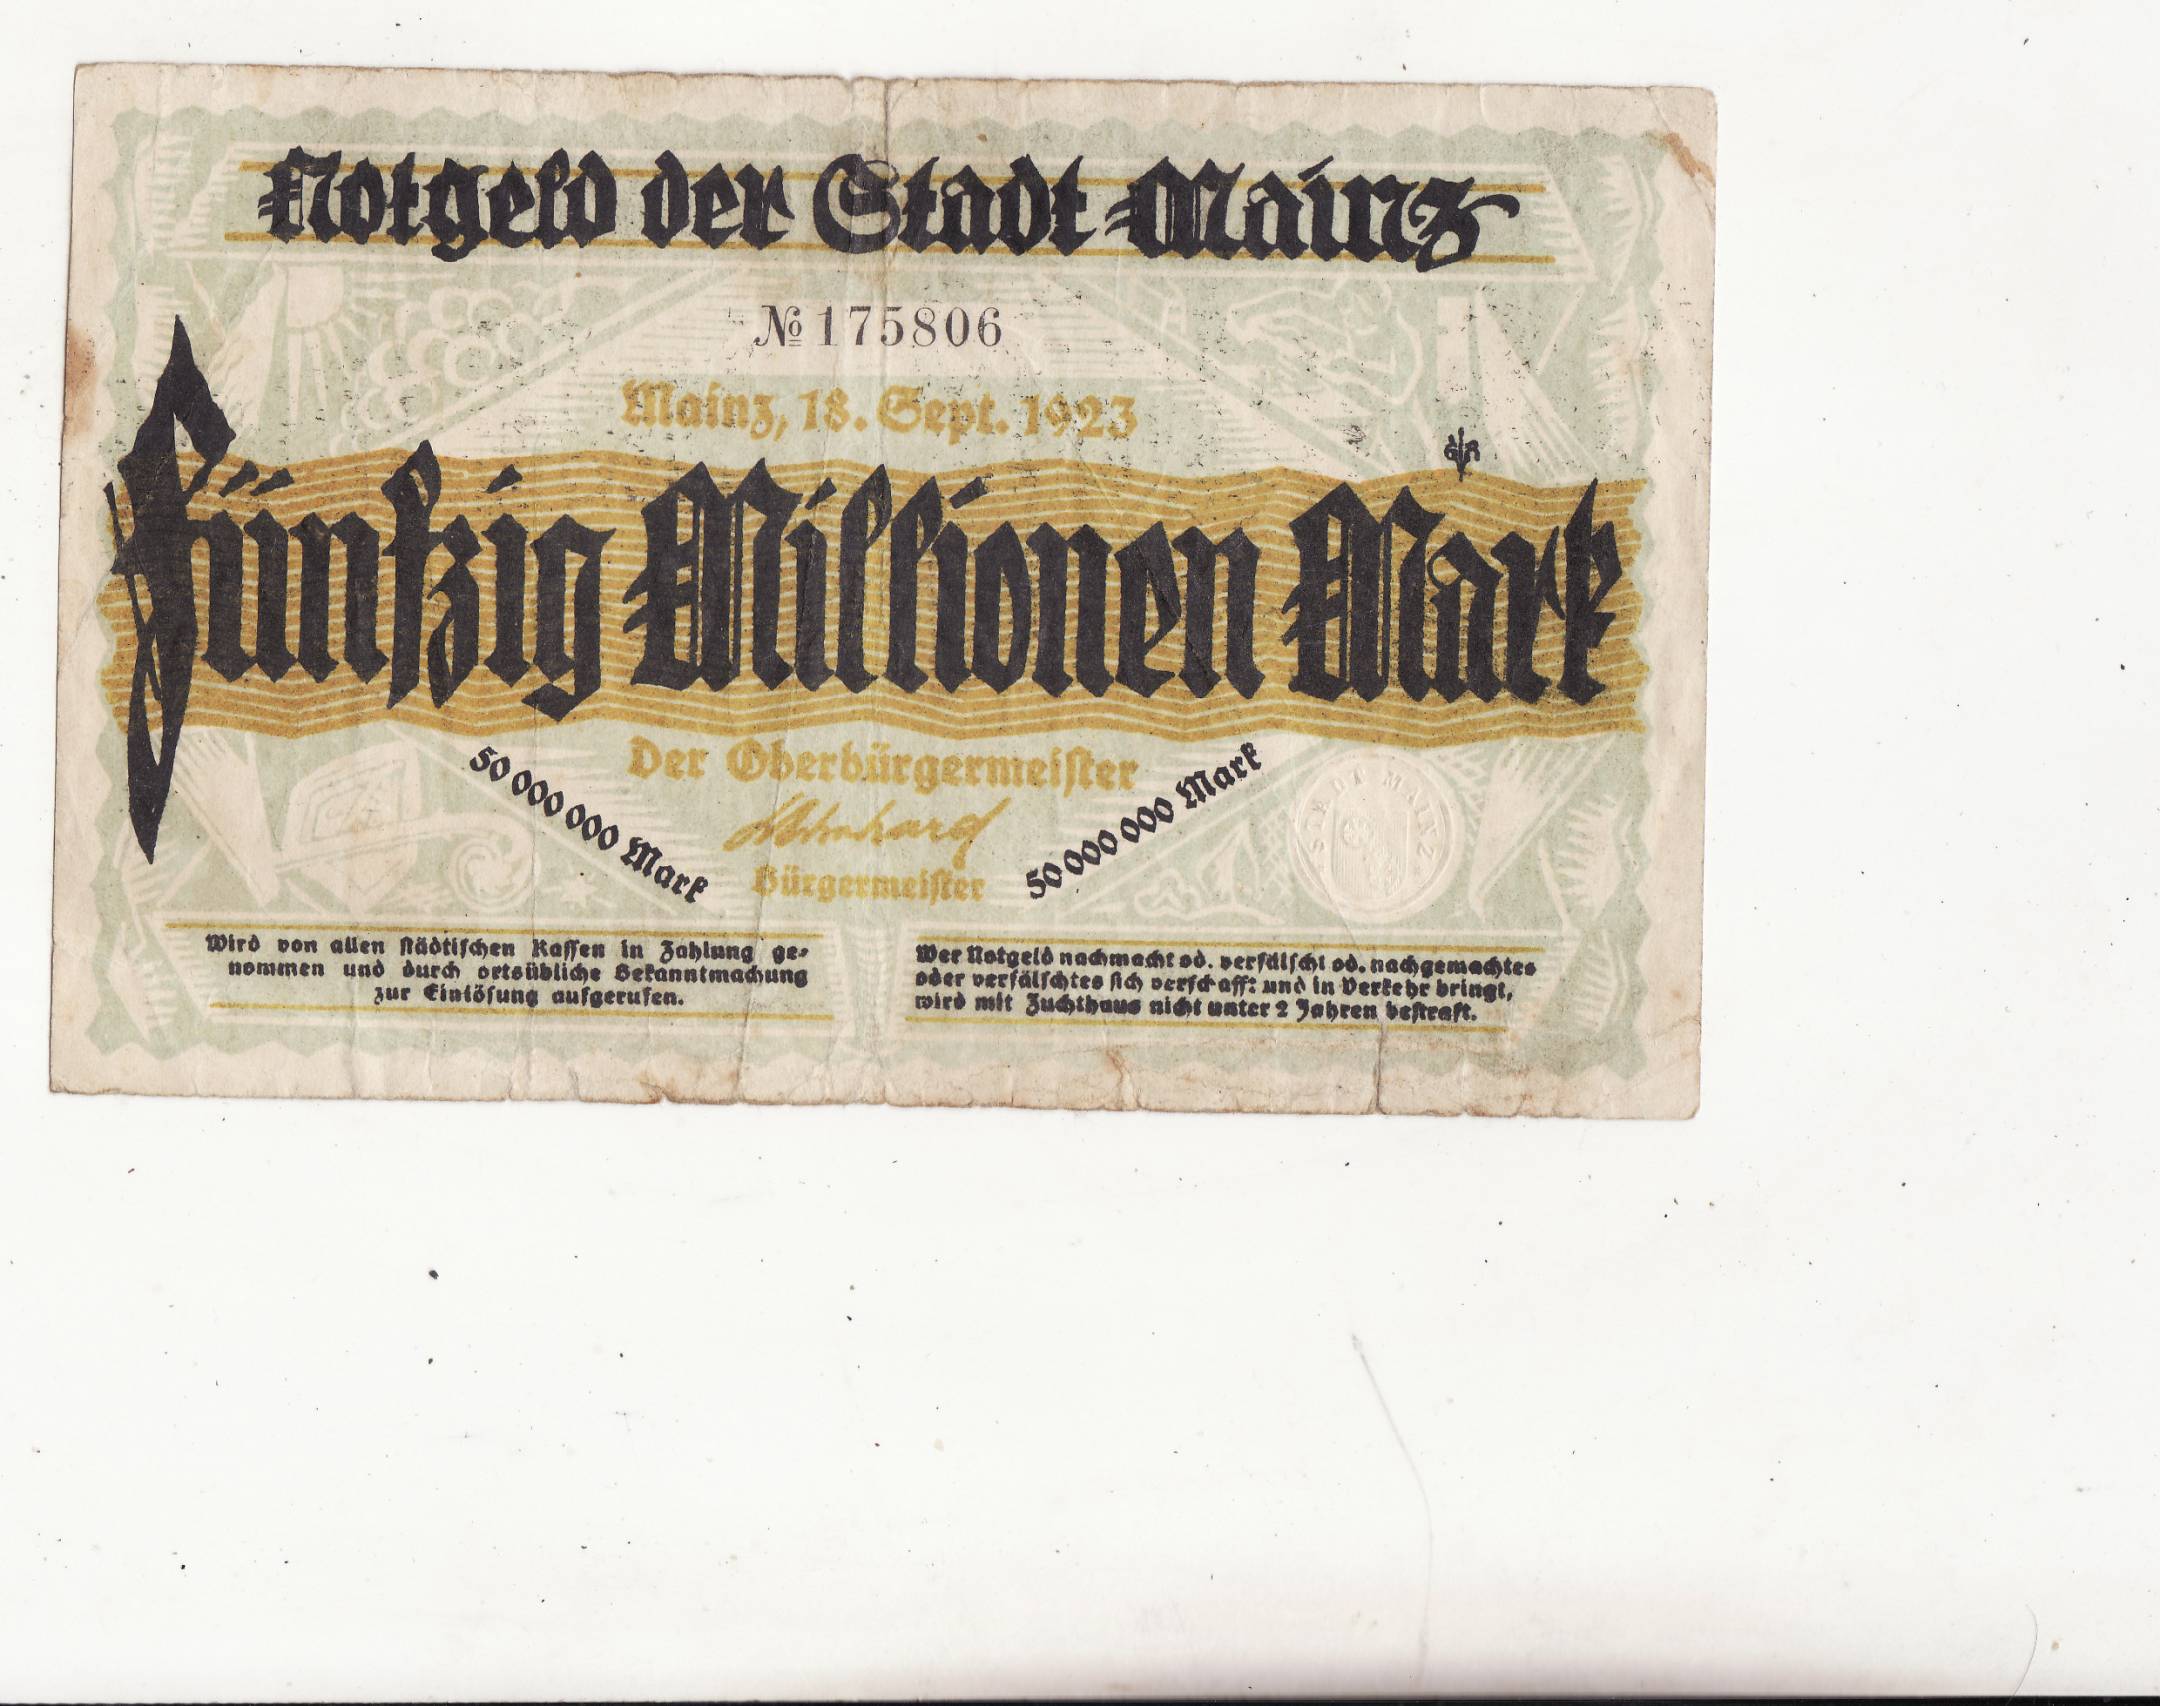 Notgeld der Stadt Mainz
№ 175806
Mainz, 18. Sept. 1923
Fünfzig Millionen Mark
Der Oberbürgermeister
50 000 000 Mark
50 000 000 Mark
Bürgermeister
STADT MAINZ
Wird von allen städtischen Kassen in Zahlung ge-
nommen und durch ortsübliche Bekanntmachung
zur Einlösung aufgerufen.
Wer Notgeld nachmacht od. verfälscht od. nachgemachtes
oder verfälschtes sich verschafft und in Verkehr bringt,
wird mit Zuchthaus nicht unter 2 Jahren bestraft.